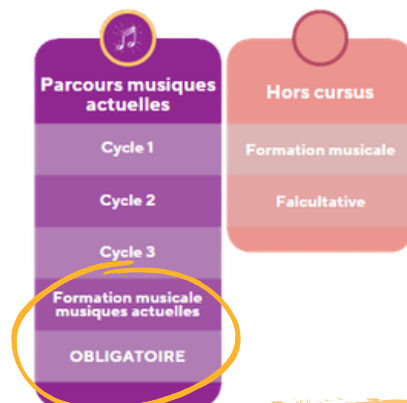 Parcours musiques
actuelles
Cycle 1
Cycle 2
Cycle 3
Formation musicale
musiques actuelles
OBLIGATOIRE
Hors cursus
Formation musicale
Falcultative